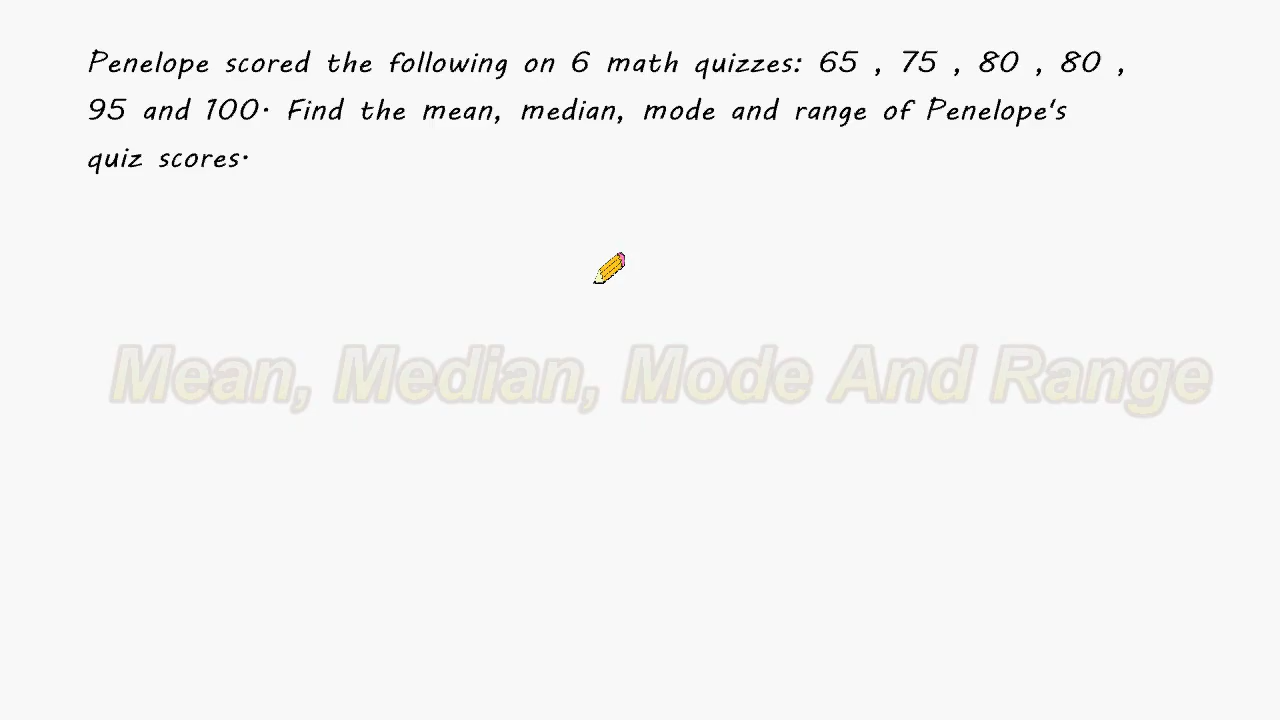 Penelope scored the following on 6 math quizzes: 65 , 75 , 80 , 80 ,
95 and 100. Find the mean, median, mode and range of Penelope's
quiz scores.
Mean, Median, Mode And Range